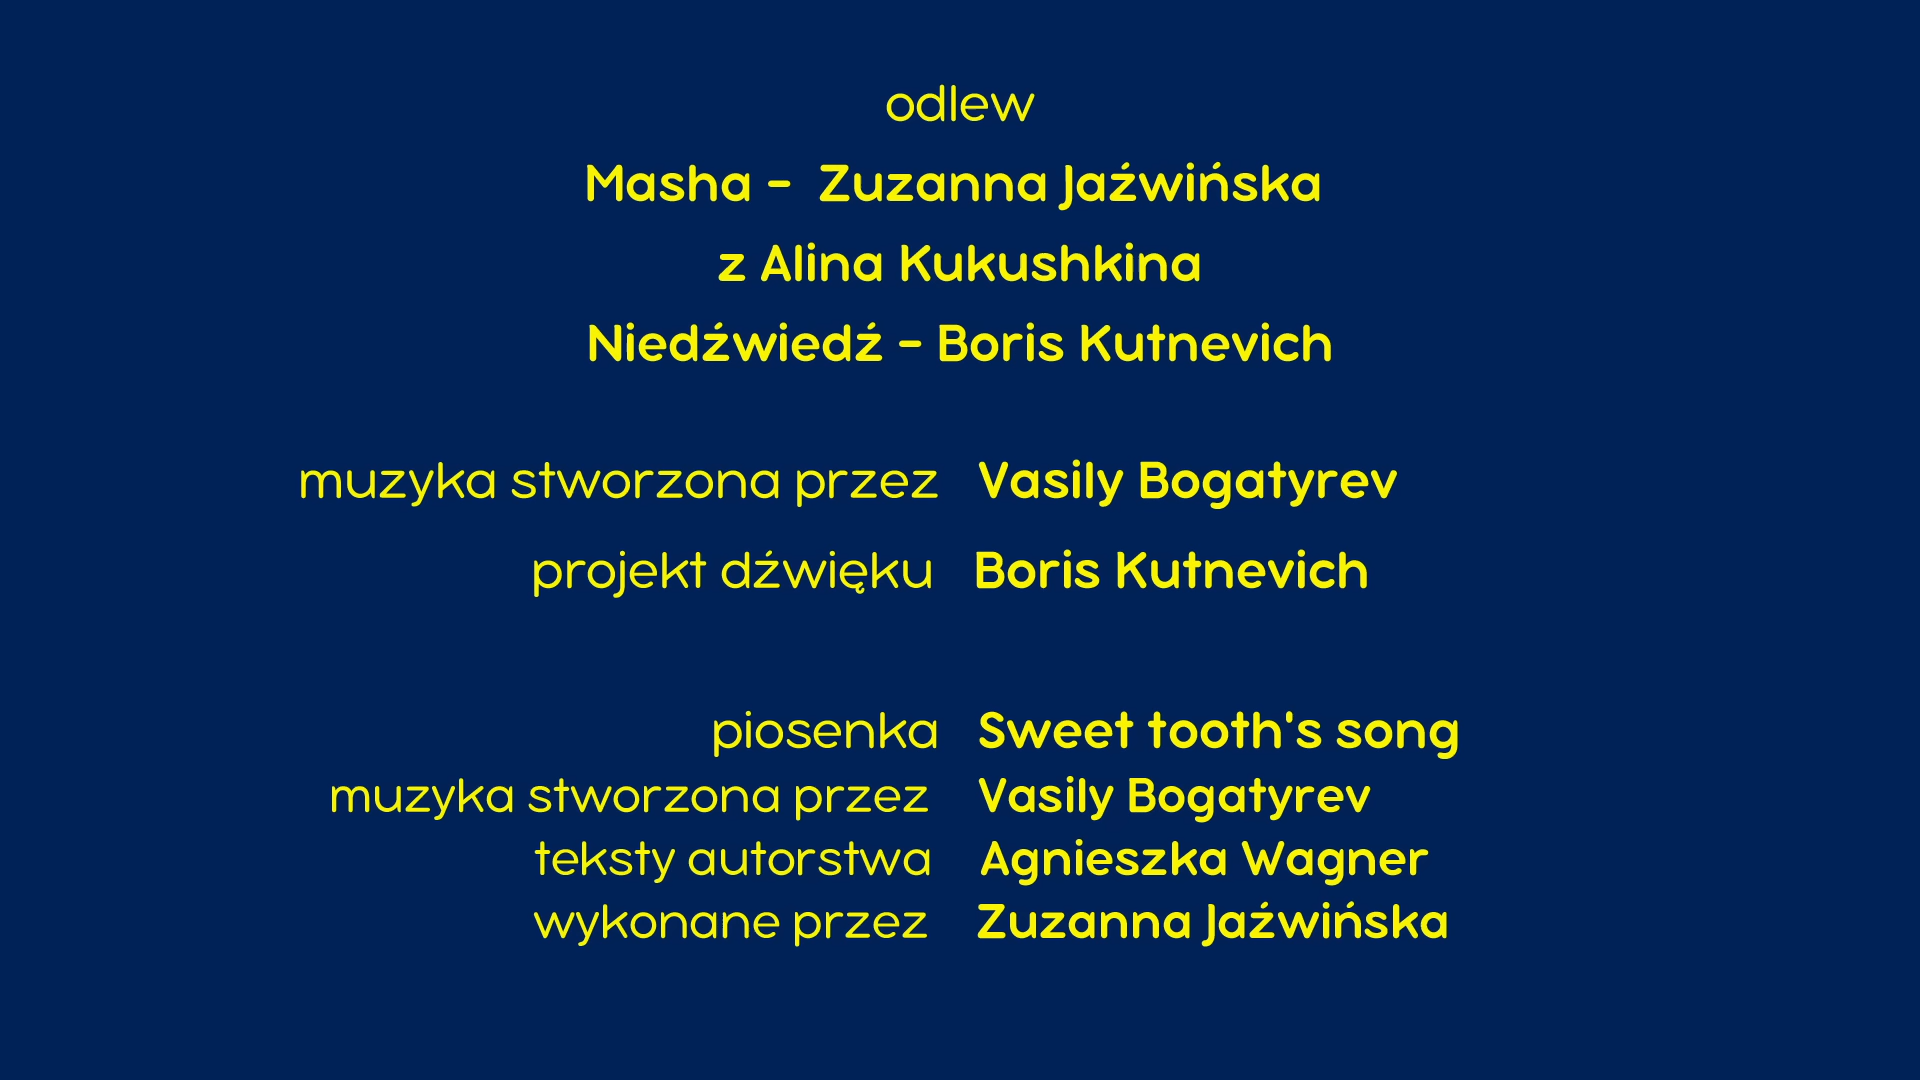 odlew
Masha - Zuzanna Jaźwińska
z Alina Kukushkina
Niedźwiedź - Boris Kutnevich
muzyka stworzona przez Vasily Bogatyrev
projekt dźwięku Boris Kutnevich
piosenka Sweet tooth's song
muzyka stworzona przez Vasily Bogatyrev
teksty autorstwa Agnieszka Wagner
wykonane przez Zuzanna Jaźwińska